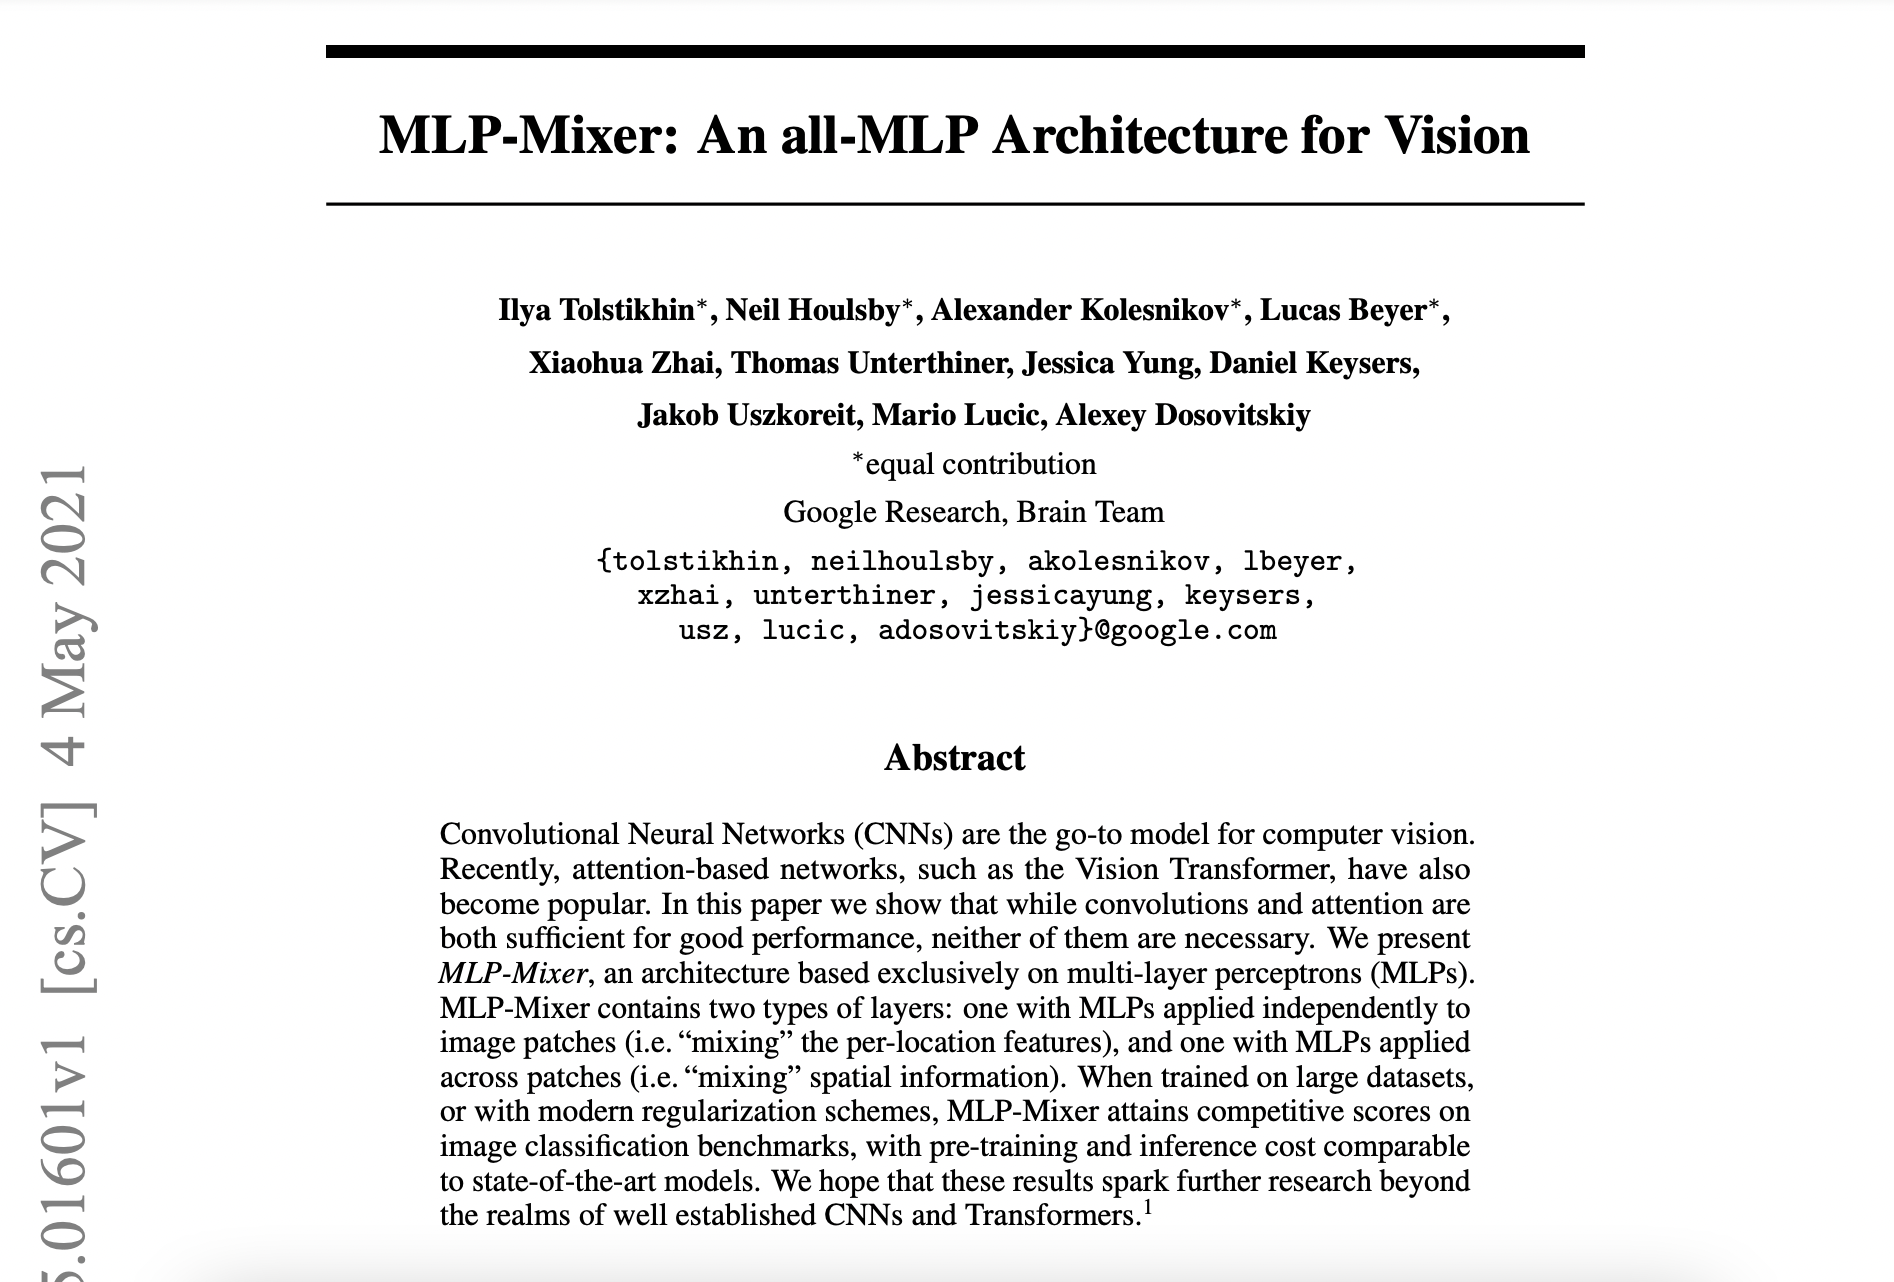 MLP-Mixer: An all-MLP Architecture for Vision
Ilya Tolstikhin*, Neil Houlsby*, Alexander Kolesnikov*, Lucas Beyer*,
Xiaohua Zhai, Thomas Unterthiner, Jessica Yung, Daniel Keysers,
Jakob Uszkoreit, Mario Lucic, Alexey Dosovitskiy
*equal contribution
Google Research, Brain Team
{tolstikhin, neilhoulsby, akolesnikov, lbeyer,
xzhai, unterthiner, jessicayung, keysers,
usz, lucic, adosovitskiy}@google.com
Abstract
Convolutional Neural Networks (CNNs) are the go-to model for computer vision.
Recently, attention-based networks, such as the Vision Transformer, have also
become popular. In this paper we show that while convolutions and attention are
both sufficient for good performance, neither of them are necessary. We present
MLP-Mixer, an architecture based exclusively on multi-layer perceptrons (MLPs).
MLP-Mixer contains two types of layers: one with MLPs applied independently to
image patches (i.e. “mixing” the per-location features), and one with MLPs applied
across patches (i.e. “mixing” spatial information). When trained on large datasets,
or with modern regularization schemes, MLP-Mixer attains competitive scores on
image classification benchmarks, with pre-training and inference cost comparable
to state-of-the-art models. We hope that these results spark further research beyond
the realms of well established CNNs and Transformers.¹
5.01601v1 [cs.CV] 4 May 2021